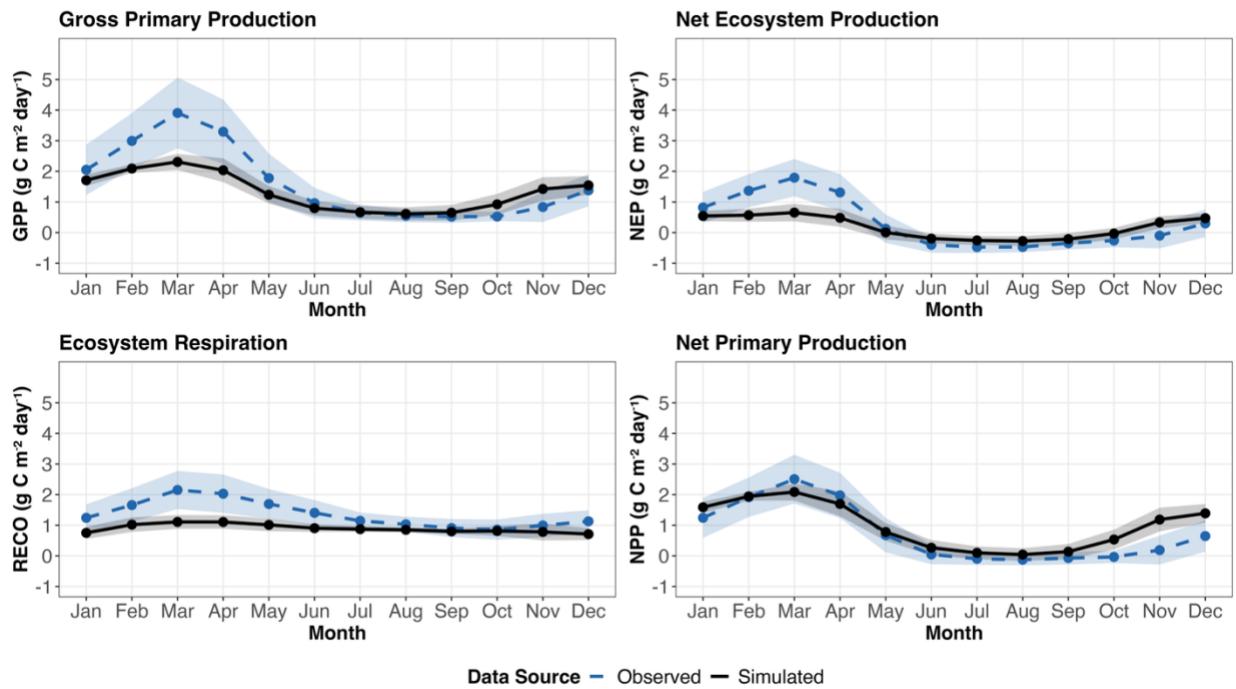 Gross Primary Production
GPP (g C m⁻² day⁻¹)
5
4
3
2
1
0
-1
Jan Feb Mar Apr May Jun Jul Aug Sep Oct Nov Dec
Month
Net Ecosystem Production
NEP (g C m⁻² day⁻¹)
5
4
3
2
1
0
-1
Jan Feb Mar Apr May Jun Jul Aug Sep Oct Nov Dec
Month
Ecosystem Respiration
RECO (g C m⁻² day⁻¹)
5
4
3
2
1
0
-1
Jan Feb Mar Apr May Jun Jul Aug Sep Oct Nov Dec
Month
Net Primary Production
NPP (g C m⁻² day⁻¹)
5
4
3
2
1
0
-1
Jan Feb Mar Apr May Jun Jul Aug Sep Oct Nov Dec
Month
Data Source Observed Simulated